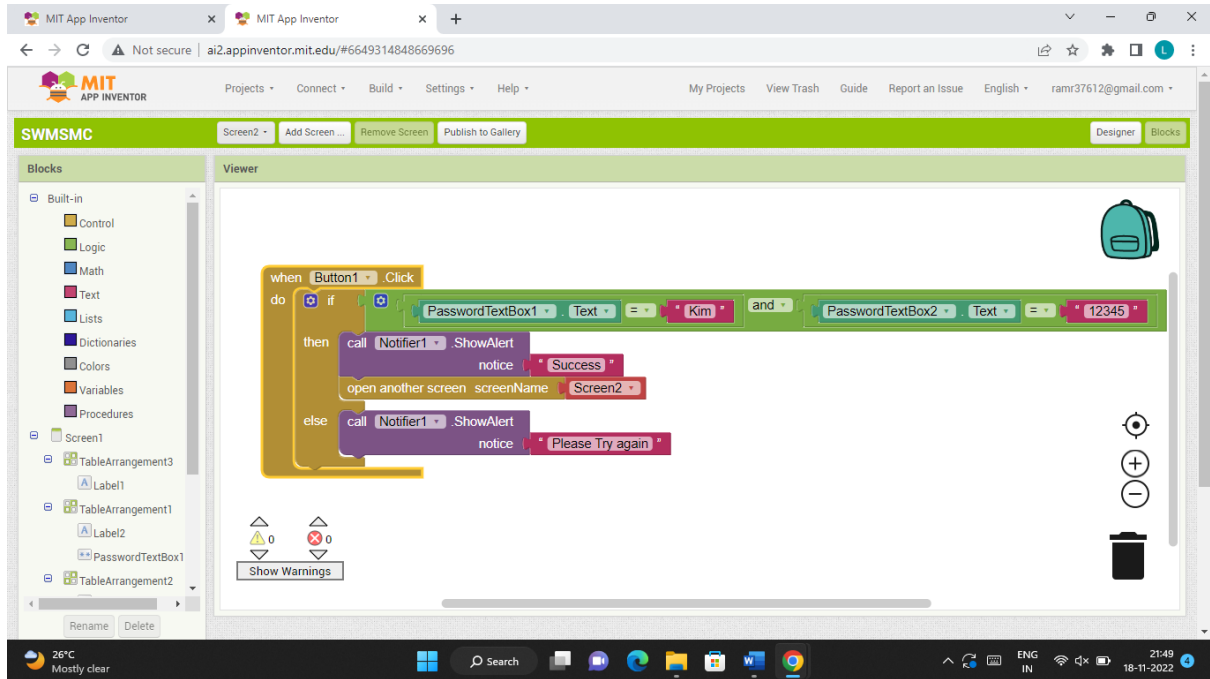 MIT App Inventor
MIT App Inventor
Not secure
ai2.appinventor.mit.edu/#6649314848669696
L
MIT
APP INVENTOR
Projects
Connect
Build
Settings
Help
My Projects
View Trash
Guide
Report an Issue
English
ramr37612@gmail.com
SWMSMC
Screen2
Add Screen ...
Remove Screen
Publish to Gallery
Designer
Blocks
Blocks
Viewer
Built-in
Control
Logic
Math
Text
Lists
Dictionaries
Colors
Variables
Procedures
Screen1
TableArrangement3
A Label1
TableArrangement1
A Label2
PasswordTextBox1
TableArrangement2
Rename
Delete
when Button1 .Click
do if PasswordTextBox1 . Text = " Kim " and PasswordTextBox2 . Text = " 12345 "
then call Notifier1 .ShowAlert
notice " Success "
open another screen screenName Screen2
else call Notifier1 .ShowAlert
notice " Please Try again "
0 0
Show Warnings
26°C
Mostly clear
Search
ENG
IN
21:49
18-11-2022
4